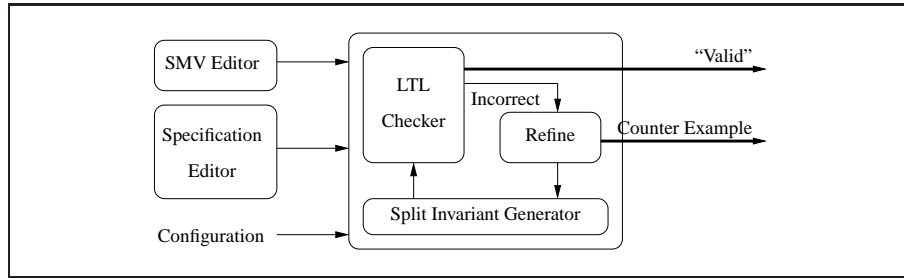 SMV Editor
Specification
Editor
Configuration
LTL
Checker
Incorrect
Refine
Split Invariant Generator
“Valid”
Counter Example